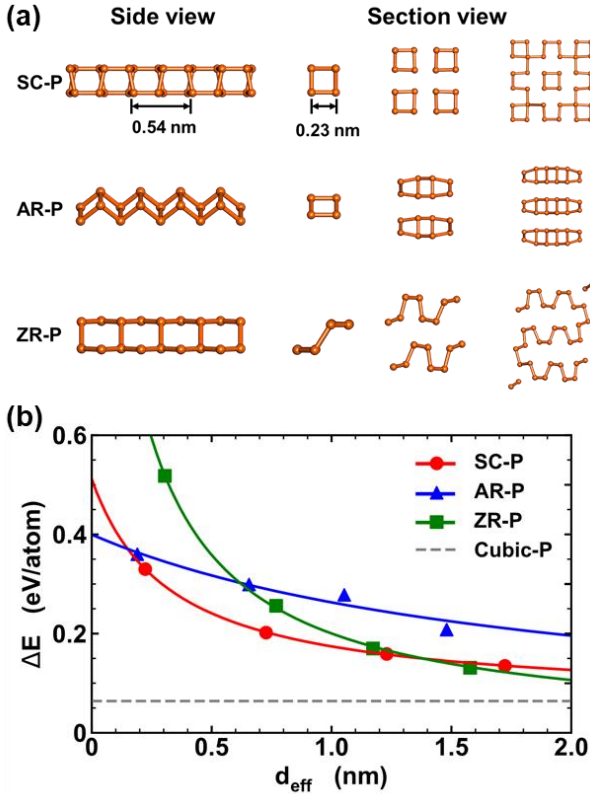 (a) Side view Section view
SC-P
0.54 nm 0.23 nm
AR-P
ZR-P
(b)
0.6
0.4
0.2
0
ΔE (eV/atom)
SC-P
AR-P
ZR-P
Cubic-P
0 0.5 1.0 1.5 2.0
d_eff (nm)